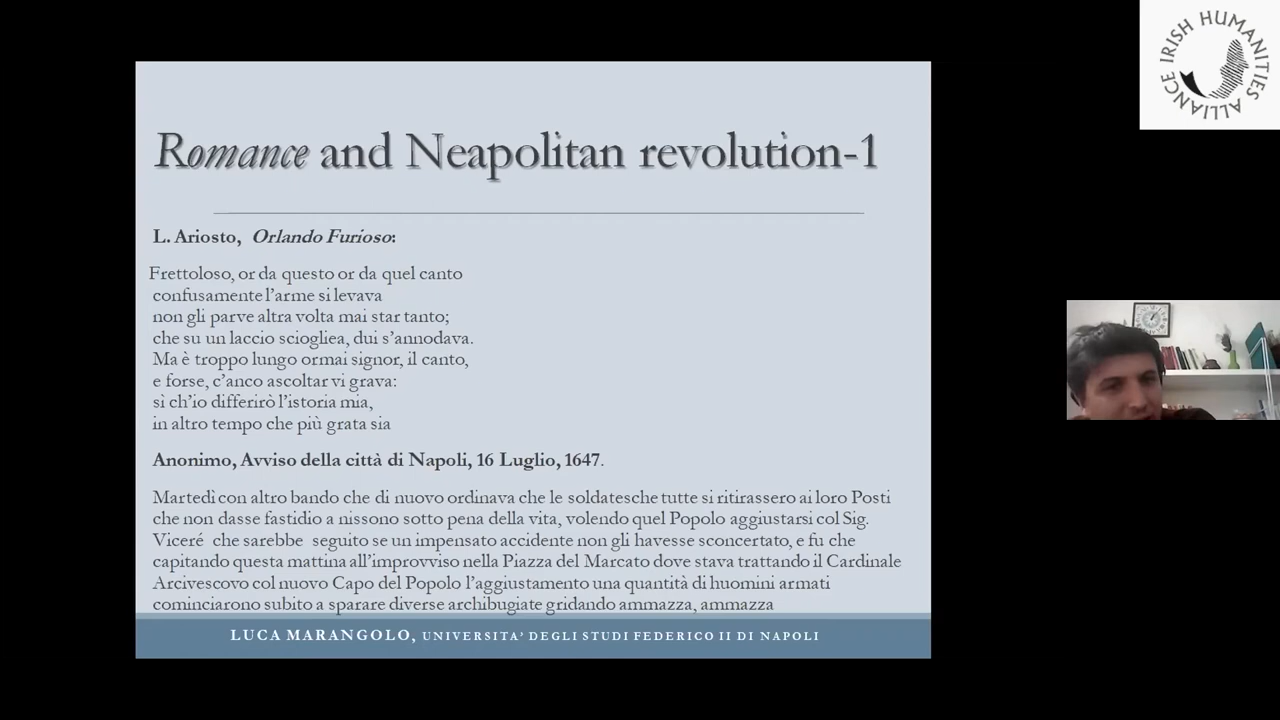 IRISH HUMANITIES ALLIANCE
Romance and Neapolitan revolution-1
L. Ariosto, Orlando Furioso:
Frettoloso, or da questo or da quel canto
confusamente l’arme si levava
non gli parve altra volta mai star tanto;
che su un laccio sciogliea, dui s’annodava.
Ma è troppo lungo ormai signor, il canto,
e forse, c’anco ascoltar vi grava:
sì ch’io differirò l’istoria mia,
in altro tempo che più grata sia
Anonimo, Avviso della città di Napoli, 16 Luglio, 1647.
Martedì con altro bando che di nuovo ordinava che le soldatesche tutte si ritirassero ai loro Posti
che non dasse fastidio a nissono sotto pena della vita, volendo quel Popolo aggiustarsi col Sig.
Viceré che sarebbe seguito se un impensato accidente non gli havesse sconcertato, e fu che
capitando questa mattina all’improvviso nella Piazza del Marcato dove stava trattando il Cardinale
Arcivescovo col nuovo Capo del Popolo l’aggiustamento una quantità di huomini armati
cominciarono subito a sparare diverse archibugiate gridando ammazza, ammazza
LUCA MARANGOLO, UNIVERSITA’ DEGLI STUDI FEDERICO II DI NAPOLI